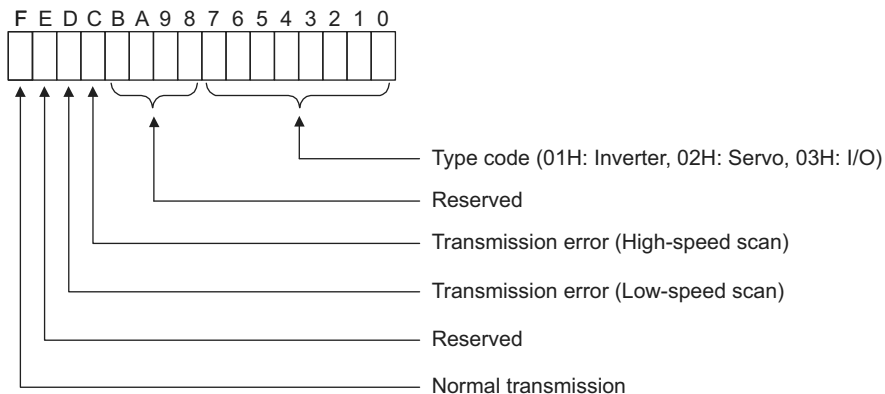 F E D C B A 9 8 7 6 5 4 3 2 1 0
Type code (01H: Inverter, 02H: Servo, 03H: I/O)
Reserved
Transmission error (High-speed scan)
Transmission error (Low-speed scan)
Reserved
Normal transmission